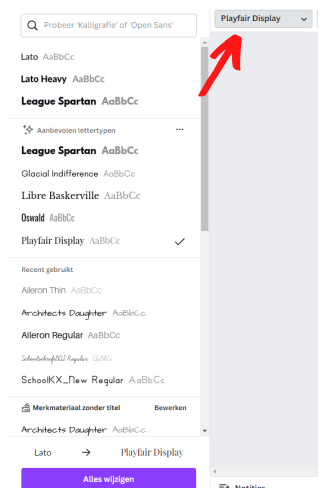 Probeer 'Kalligrafie' of 'Open Sans'
Playfair Display
Lato AaBbCc
Lato Heavy AaBbCc
League Spartan AaBbCc
Aanbevolen lettertypen ...
League Spartan AaBbCc
Glacial Indifference AaBbCc
Libre Baskerville AaBbCc
Oswald AaBbCc
Playfair Display AaBbCc
Recent gebruikt
Aileron Thin AaBbCc
Architects Daughter AaBbCc
Aileron Regular AaBbCc
Schoolschrift501 Regular AaBbCc
SchoolKX_New Regular AaBbCc
Merkmateriaal zonder titel Bewerken
Architects Daughter AaBbCc
Lato → Playfair Display
Alles wijzigen
Notities